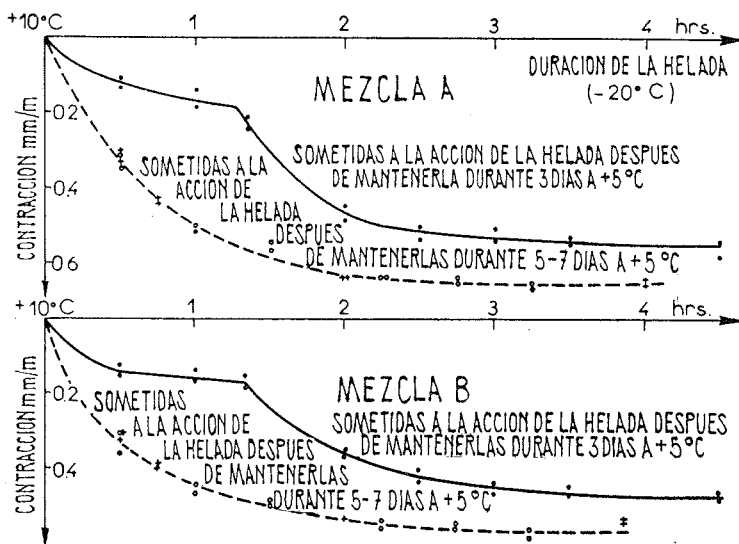 +10°C 1 2 3 4 hrs.
DURACION DE LA HELADA
(-20°C)
MEZCLA A
0.2
SOMETIDAS A LA
ACCION DE
LA HELADA
DESPUES
DE MANTENERLAS DURANTE 5-7 DIAS A +5°C
SOMETIDAS A LA ACCION DE LA HELADA DESPUES
DE MANTENERLA DURANTE 3 DIAS A +5°C
0.4
0.6
CONTRACCION mm/m
+10°C 1 2 3 4 hrs.
MEZCLA B
0.2
SOMETIDAS
A LA ACCION DE
LA HELADA DESPUES
DE MANTENERLAS
DURANTE 5-7 DIAS A +5°C
SOMETIDAS A LA ACCION DE LA HELADA DESPUES
DE MANTENERLAS DURANTE 3 DIAS A +5°C
0.4
CONTRACCION mm/m